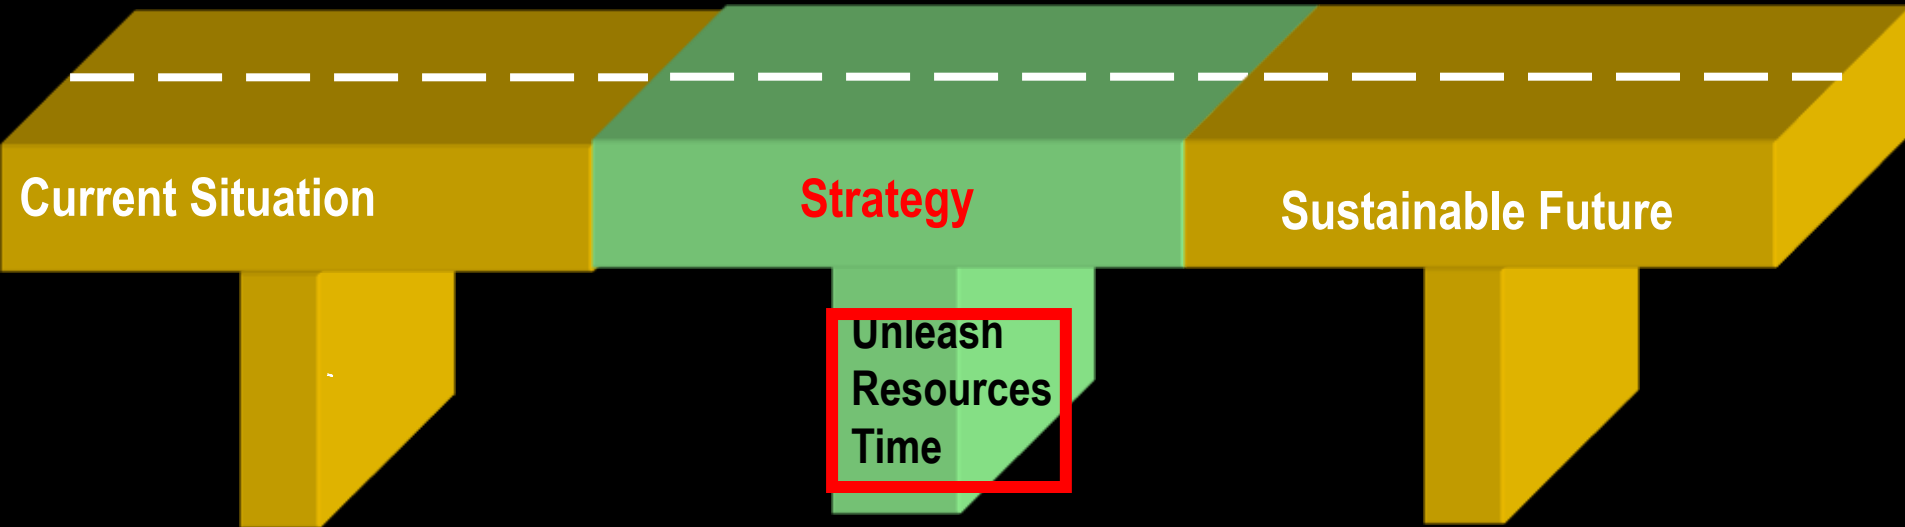 Current Situation
Strategy
Sustainable Future
Unleash
Resources
Time